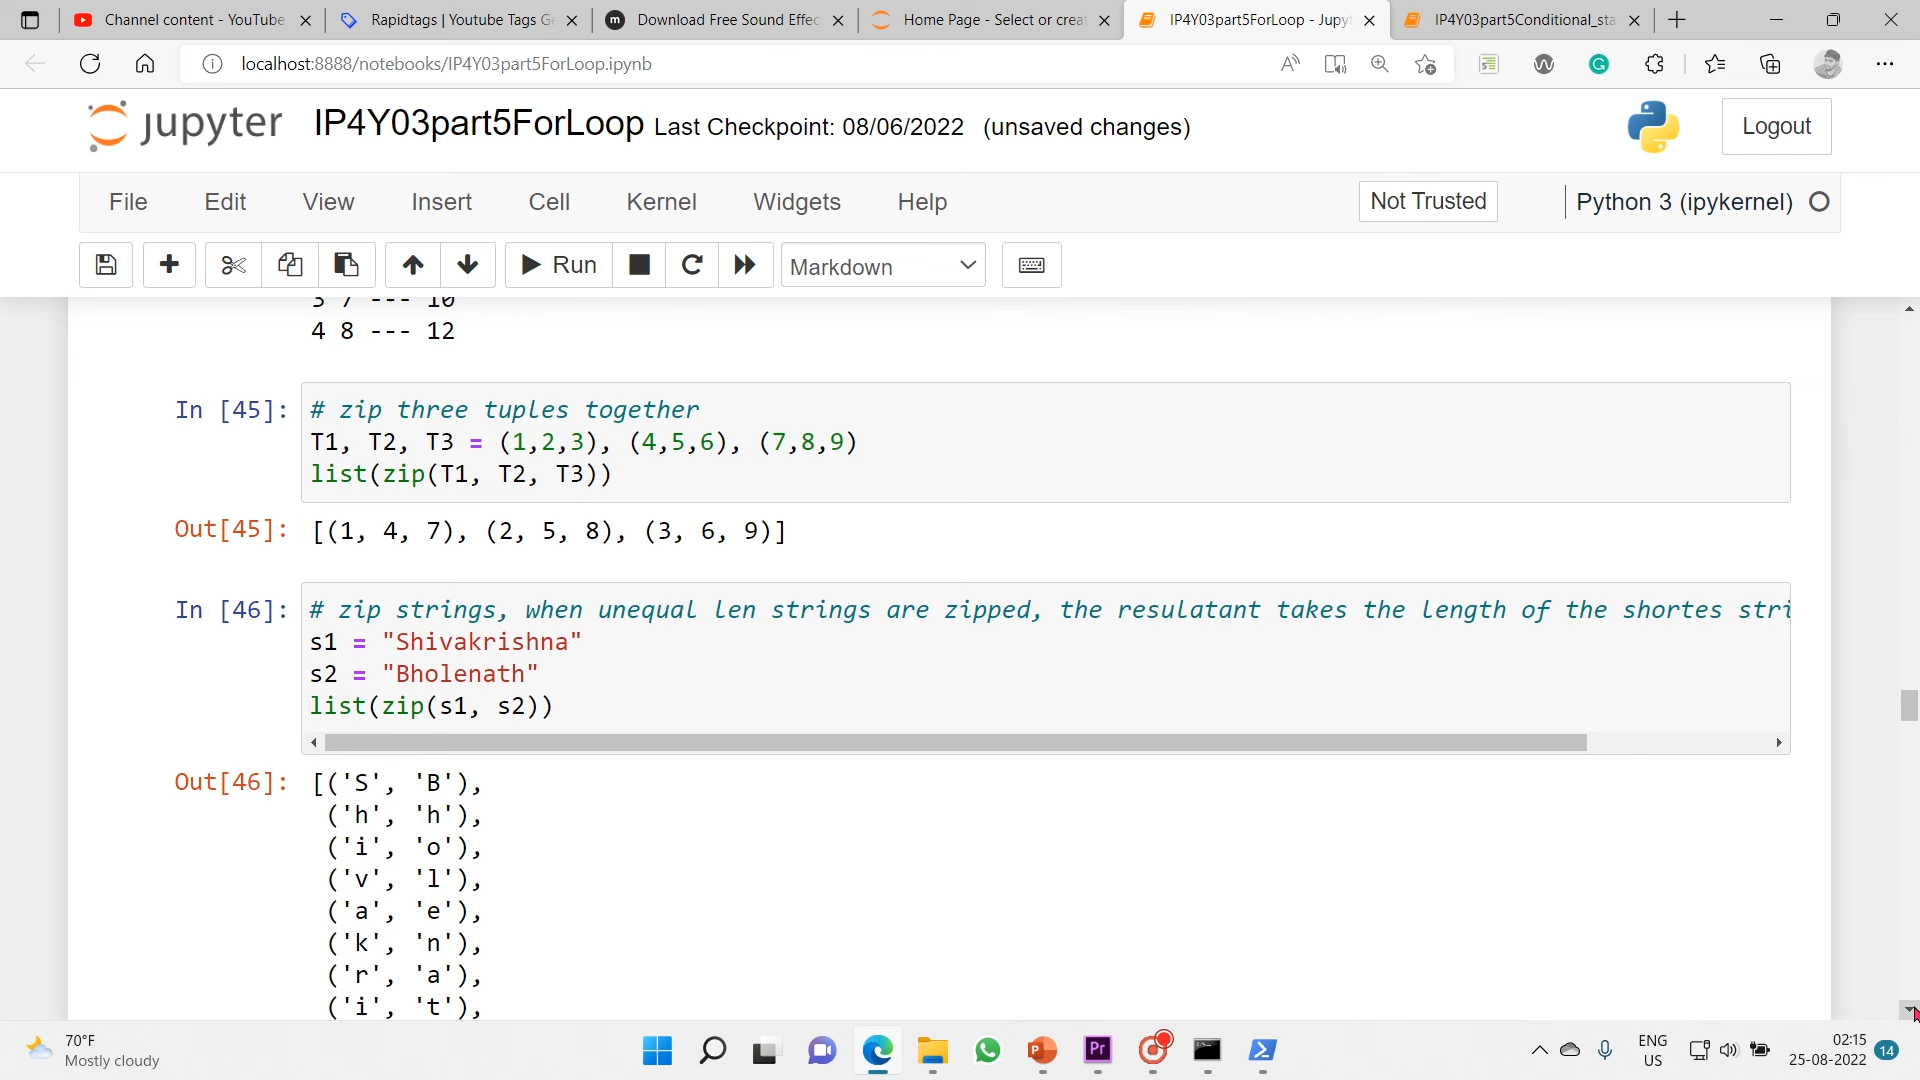 Channel content - YouTube
Rapidtags | Youtube Tags Ge
Download Free Sound Effec
Home Page - Select or creat
IP4Y03part5ForLoop - Jupyt
IP4Y03part5Conditional_sta
localhost:8888/notebooks/IP4Y03part5ForLoop.ipynb
jupyter IP4Y03part5ForLoop Last Checkpoint: 08/06/2022 (unsaved changes)
Logout
File Edit View Insert Cell Kernel Widgets Help
Not Trusted
Python 3 (ipykernel)
Run
Markdown
3 7 --- 10
4 8 --- 12
In [45]: # zip three tuples together
T1, T2, T3 = (1,2,3), (4,5,6), (7,8,9)
list(zip(T1, T2, T3))
Out[45]: [(1, 4, 7), (2, 5, 8), (3, 6, 9)]
In [46]: # zip strings, when unequal len strings are zipped, the resulatant takes the length of the shortes stri
s1 = "Shivakrishna"
s2 = "Bholenath"
list(zip(s1, s2))
Out[46]: [('S', 'B'),
('h', 'h'),
('i', 'o'),
('v', 'l'),
('a', 'e'),
('k', 'n'),
('r', 'a'),
('i', 't'),
70°F
Mostly cloudy
Pr
ENG
US
02:15
25-08-2022
14